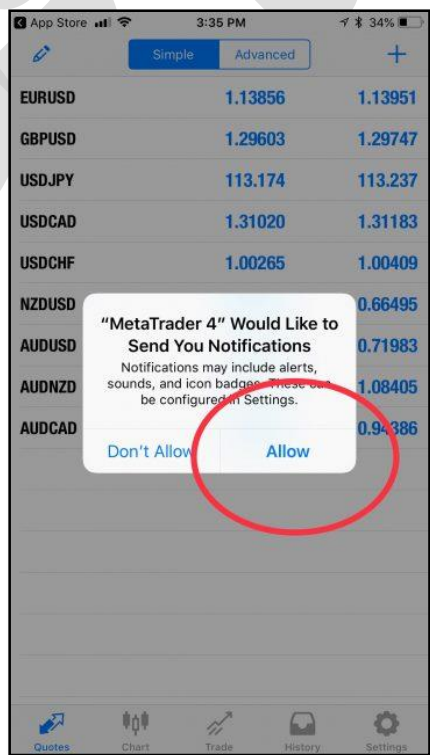 App Store 3:35 PM 34%
Simple Advanced
EURUSD 1.13856 1.13951
GBPUSD 1.29603 1.29747
USDJPY 113.174 113.237
USDCAD 1.31020 1.31183
USDCHF 1.00265 1.00409
NZDUSD 0.66495
AUDUSD 0.71983
AUDNZD 1.08405
AUDCAD 0.94386
“MetaTrader 4” Would Like to
Send You Notifications
Notifications may include alerts,
sounds, and icon badges. These can
be configured in Settings.
Don't Allow Allow
Quotes Chart Trade History Settings